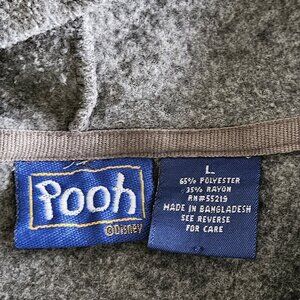 Pooh
©Disney
L
65% POLYESTER
35% RAYON
RN#55219
MADE IN BANGLADESH
SEE REVERSE
FOR CARE